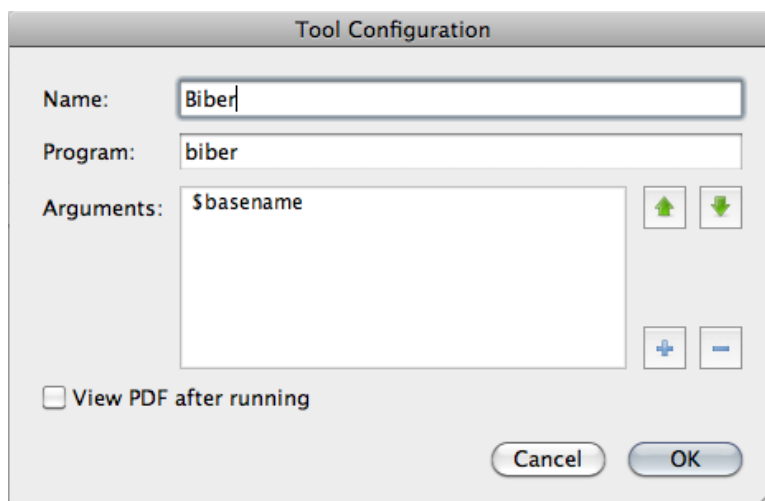 Tool Configuration
Name: Biber
Program: biber
Arguments: $basename
View PDF after running
Cancel OK